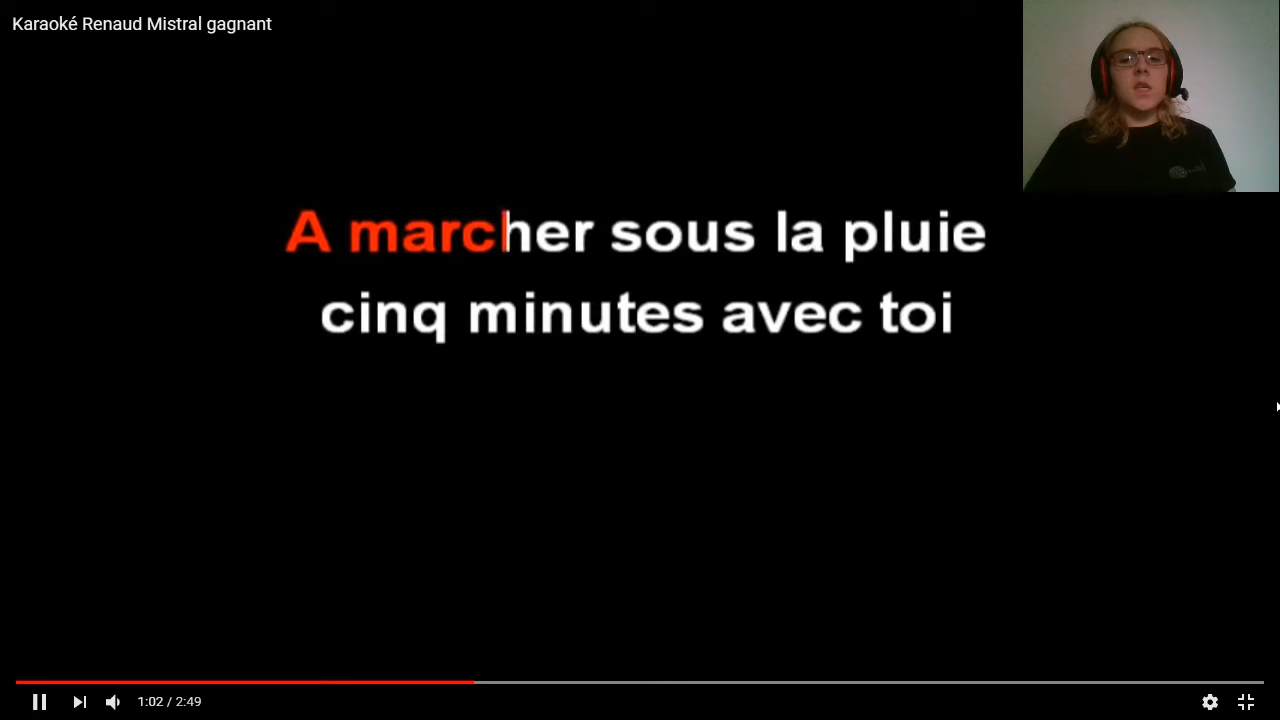 Karaoké Renaud Mistral gagnant
A marcher sous la pluie
cinq minutes avec toi
1:02 / 2:49